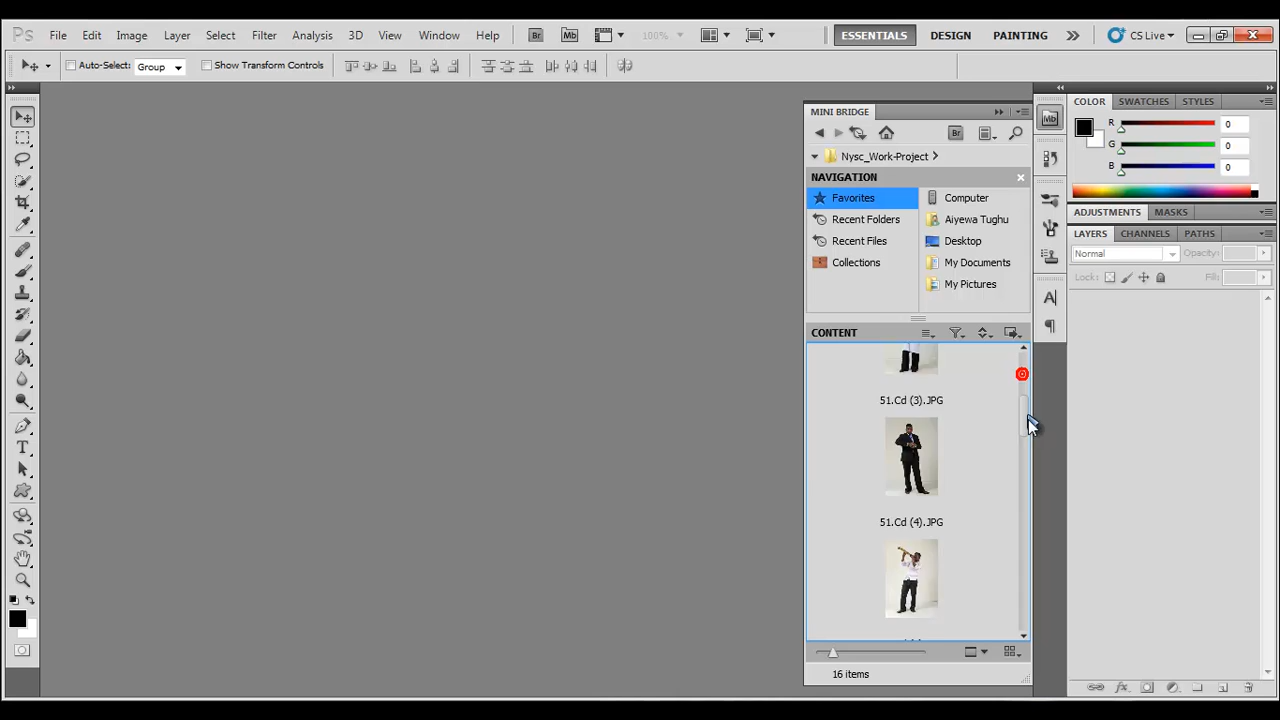 Ps File Edit Image Layer Select Filter Analysis 3D View Window Help Br Mb 100% ESSENTIALS DESIGN PAINTING CS Live
Auto-Select: Group Show Transform Controls
MINI BRIDGE
Br
Nysc_Work-Project
NAVIGATION
Favorites Computer
Recent Folders Aiyewa Tughu
Recent Files Desktop
Collections My Documents
My Pictures
CONTENT
51.Cd (3).JPG
51.Cd (4).JPG
16 items
Mb
COLOR SWATCHES STYLES
R 0
G 0
B 0
ADJUSTMENTS MASKS
LAYERS CHANNELS PATHS
Normal Opacity:
Lock: Fill: